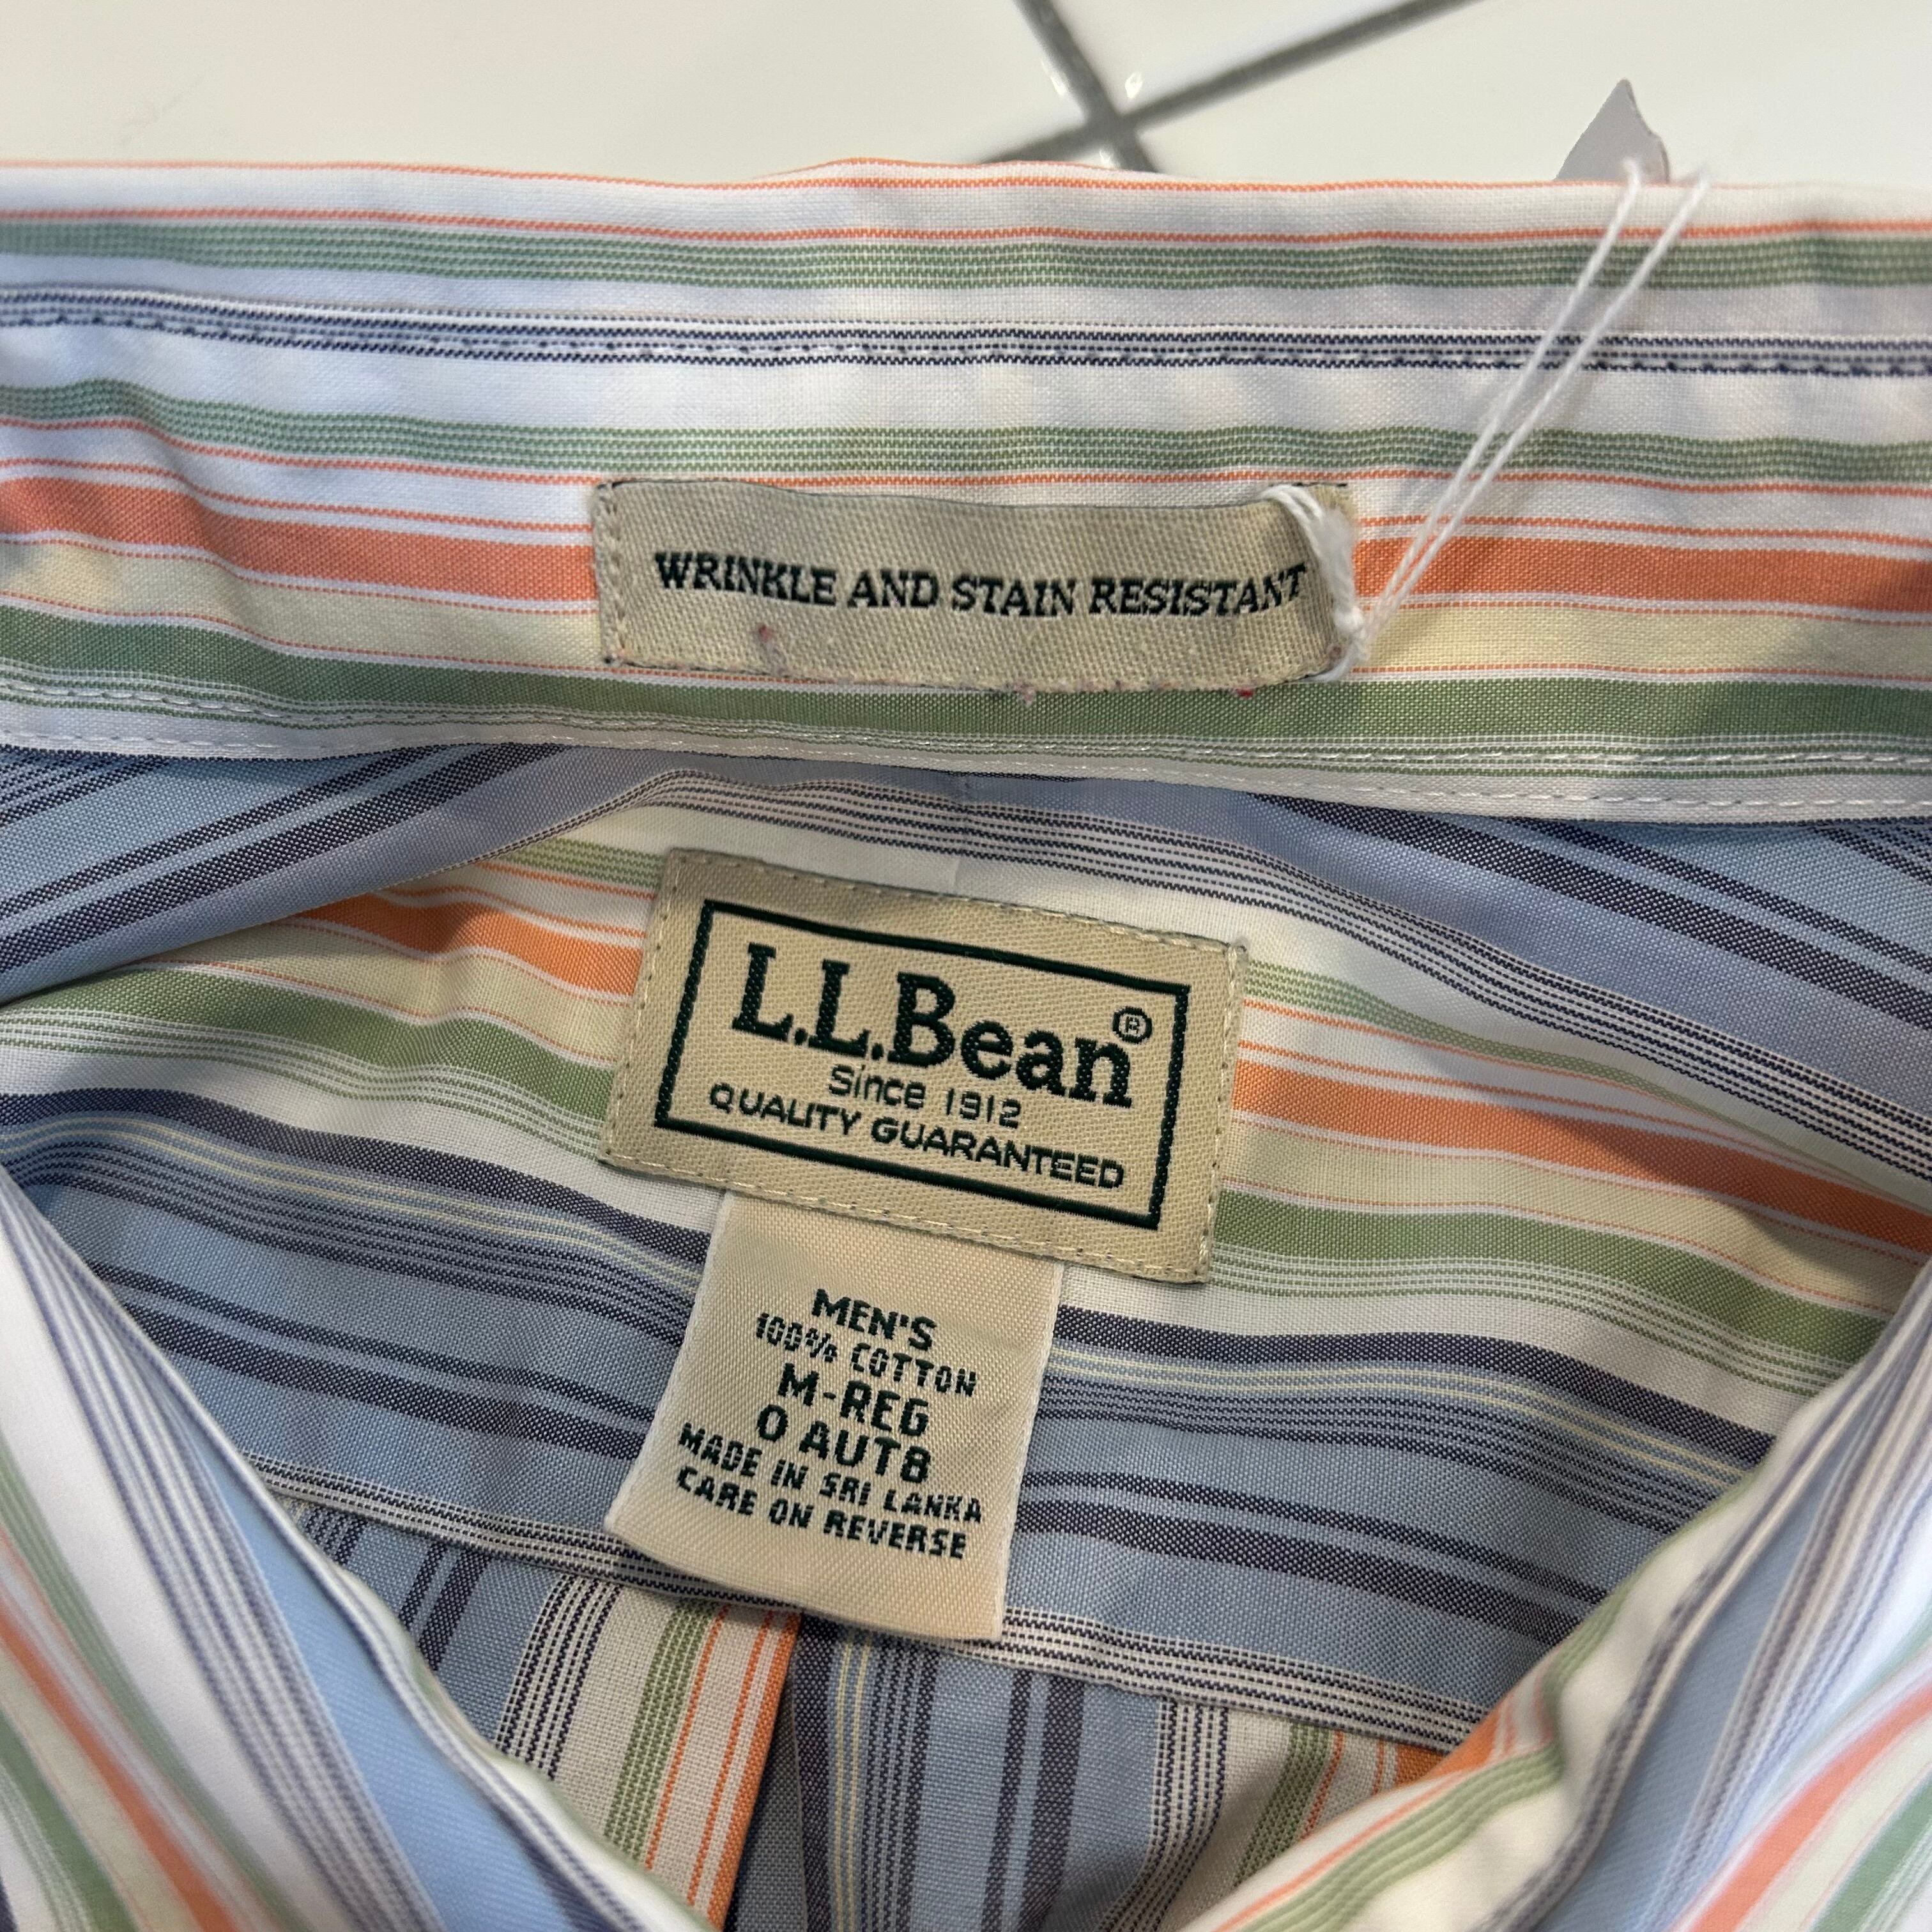 WRINKLE AND STAIN RESISTANT
L.L.Bean®
Since 1912
QUALITY GUARANTEED
MEN'S
100% COTTON
M-REG
0 AUT8
MADE IN SRI LANKA
CARE ON REVERSE